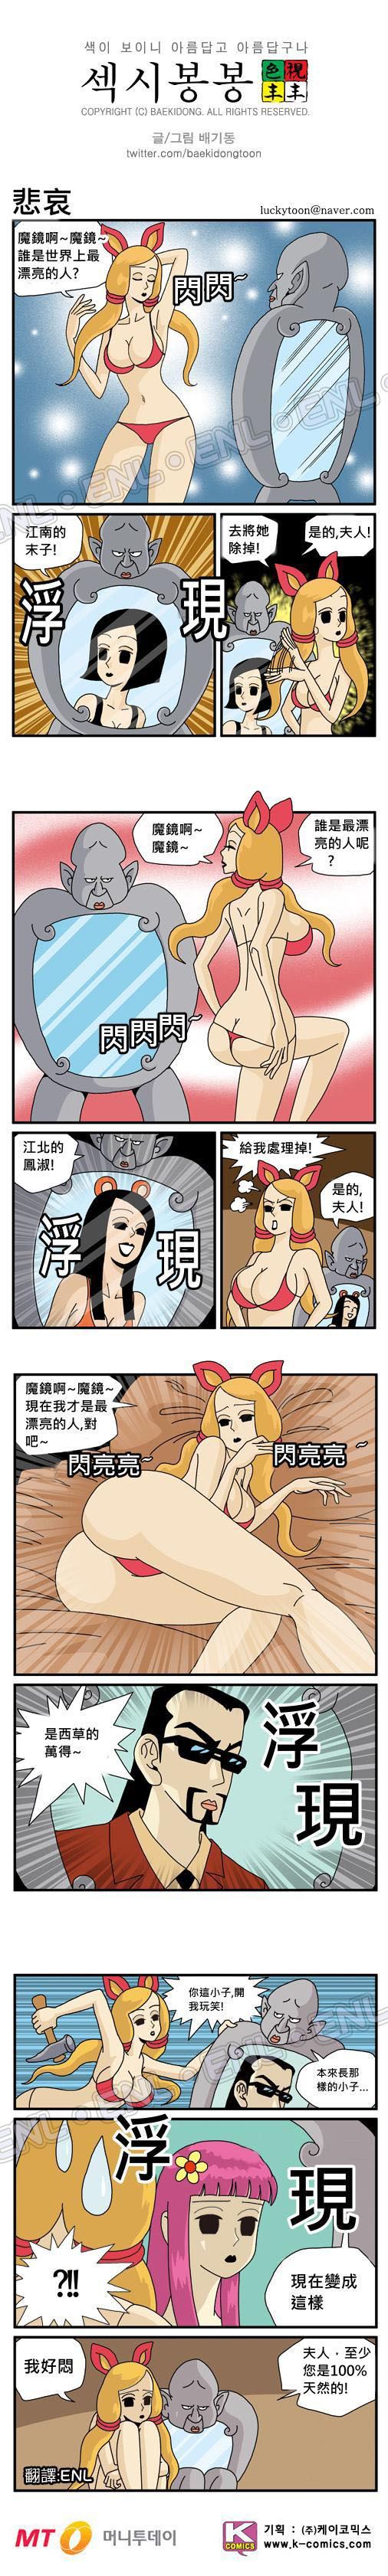 색이 보이니 아름답고 아름답구나
섹시봉봉
色視
丰丰
COPYRIGHT (C) BAEKIDONG. ALL RIGHTS RESERVED.
글/그림 배기동
twitter.com/baekidongtoon
悲哀
luckytoon@naver.com
魔鏡啊~魔鏡~
誰是世界上最
漂亮的人?
閃閃~
江南的
末子!
浮 現
去將她
除掉!
是的,夫人!
魔鏡啊~
魔鏡~
誰是最漂
亮的人呢
?
閃閃閃~
江北的
鳳淑!
浮 現
給我處理掉!
是的,
夫人!
魔鏡啊~魔鏡~
現在我才是最
漂亮的人,對
吧~
閃亮亮~
閃亮亮~
是西草的
萬得~
浮
現
你這小子,開
我玩笑!
本來長那
樣的小子...
浮
現
?!!
現在變成
這樣
我好悶
夫人，至少
您是100%
天然的!
翻譯:ENL
ENL ENL ENL ENL
MT 머니투데이
K COMICS
기획 : (주)케이코믹스
www.k-comics.com